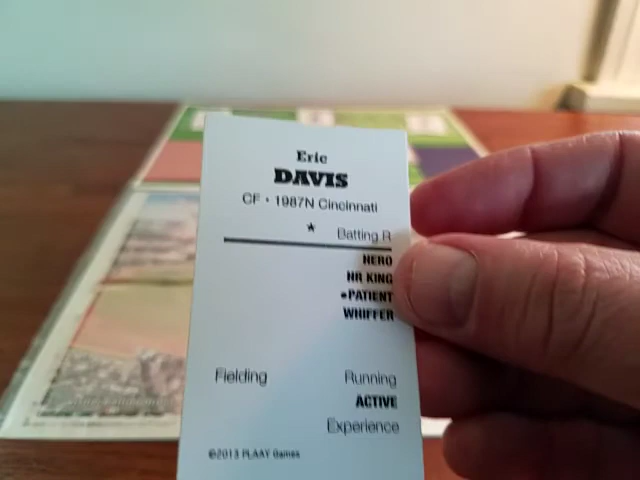 Eric
DAVIS
CF • 1987N Cincinnati
★
Batting R
HERO
HR KING
•PATIENT
WHIFFER
Fielding Running
ACTIVE
Experience
©2013 PLAAY Games